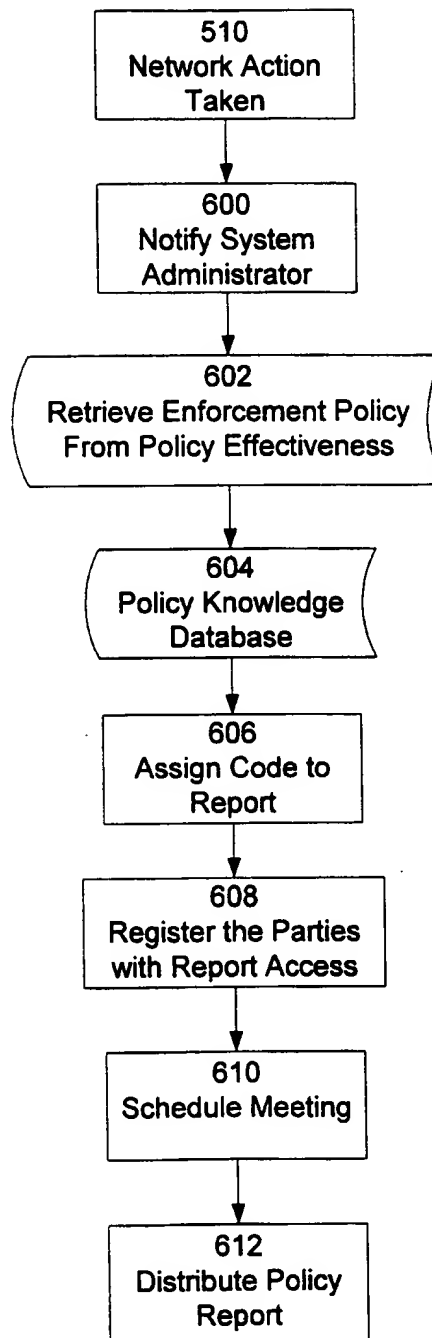 510
Network Action
Taken
600
Notify System
Administrator
602
Retrieve Enforcement Policy
From Policy Effectiveness
604
Policy Knowledge
Database
606
Assign Code to
Report
608
Register the Parties
with Report Access
610
Schedule Meeting
612
Distribute Policy
Report